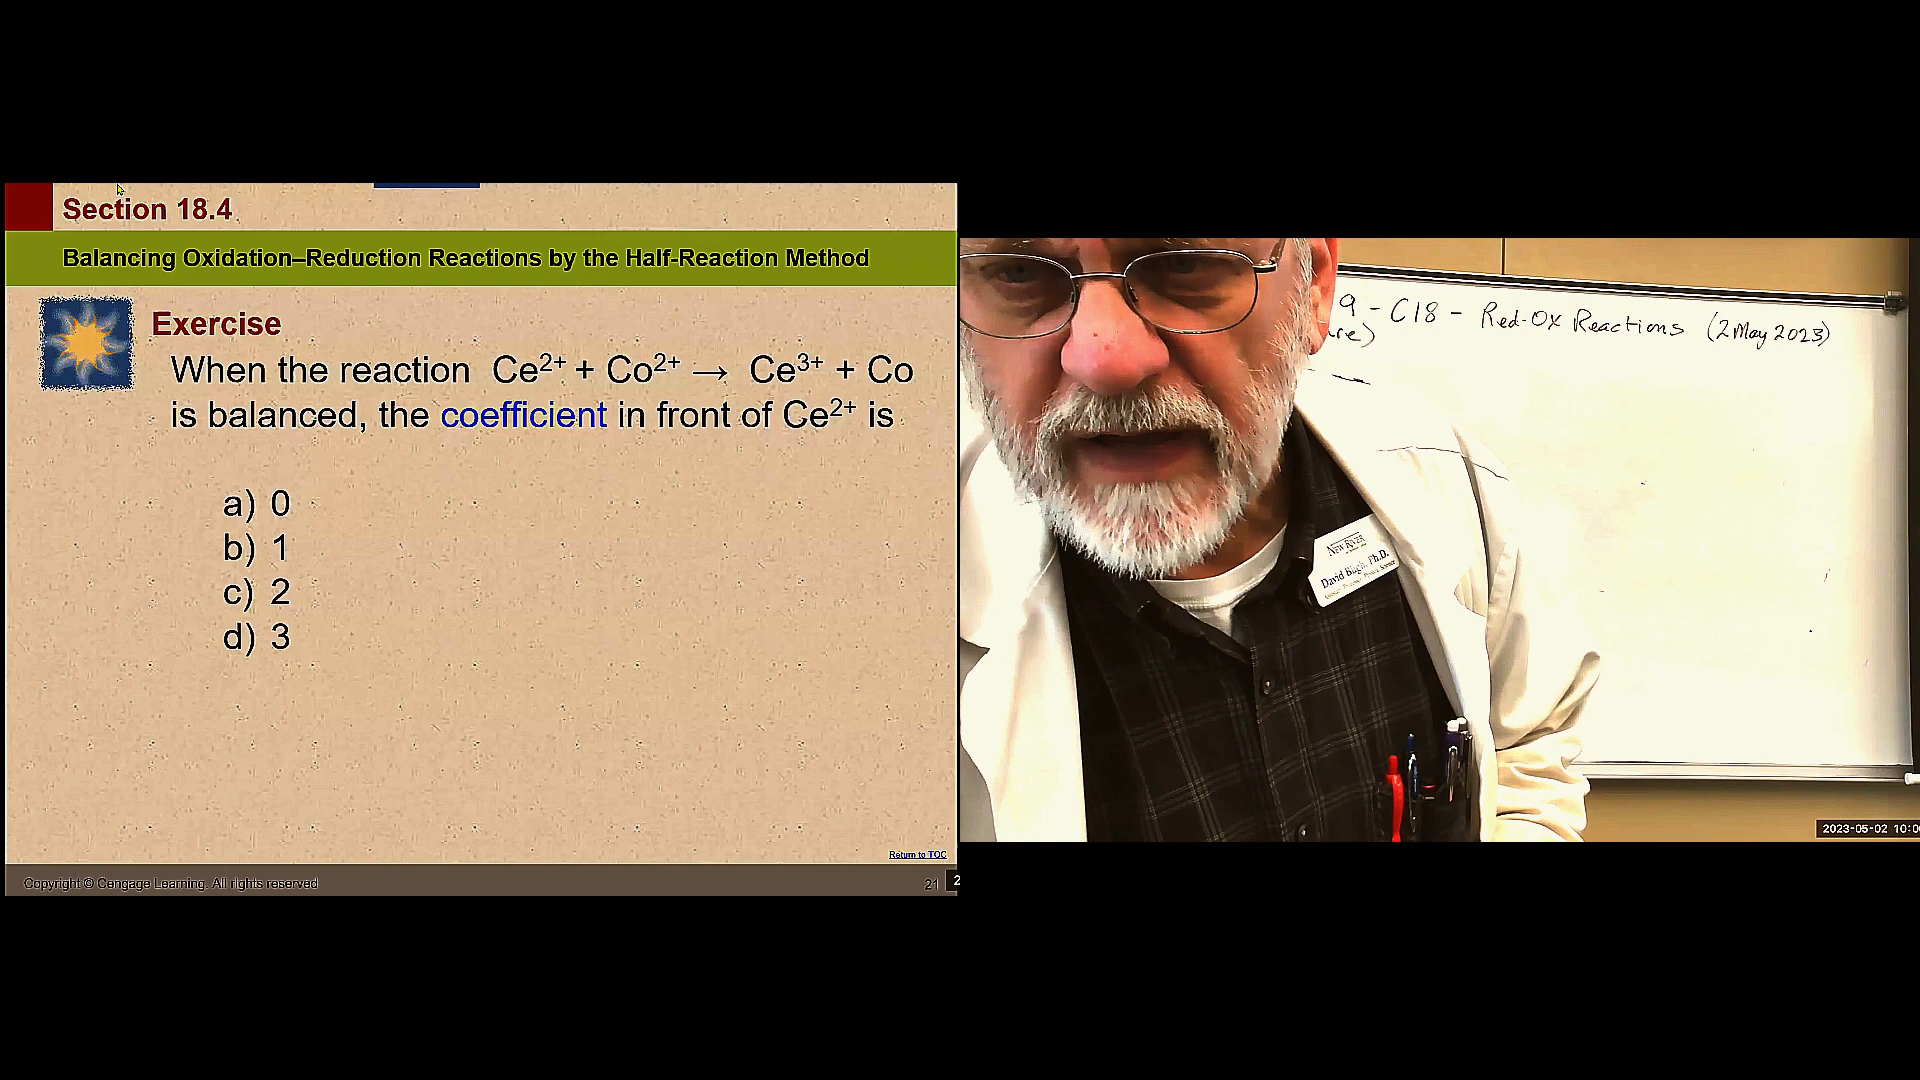 Section 18.4
Balancing Oxidation–Reduction Reactions by the Half-Reaction Method
Exercise
When the reaction Ce²⁺ + Co²⁺ → Ce³⁺ + Co
is balanced, the coefficient in front of Ce²⁺ is
a) 0
b) 1
c) 2
d) 3
Return to TOC
Copyright © Cengage Learning. All rights reserved
21
2
9 - C18 - Red-Ox Reactions (2 May 2023)
New River
David Ph.D.
2023-05-02 10:0